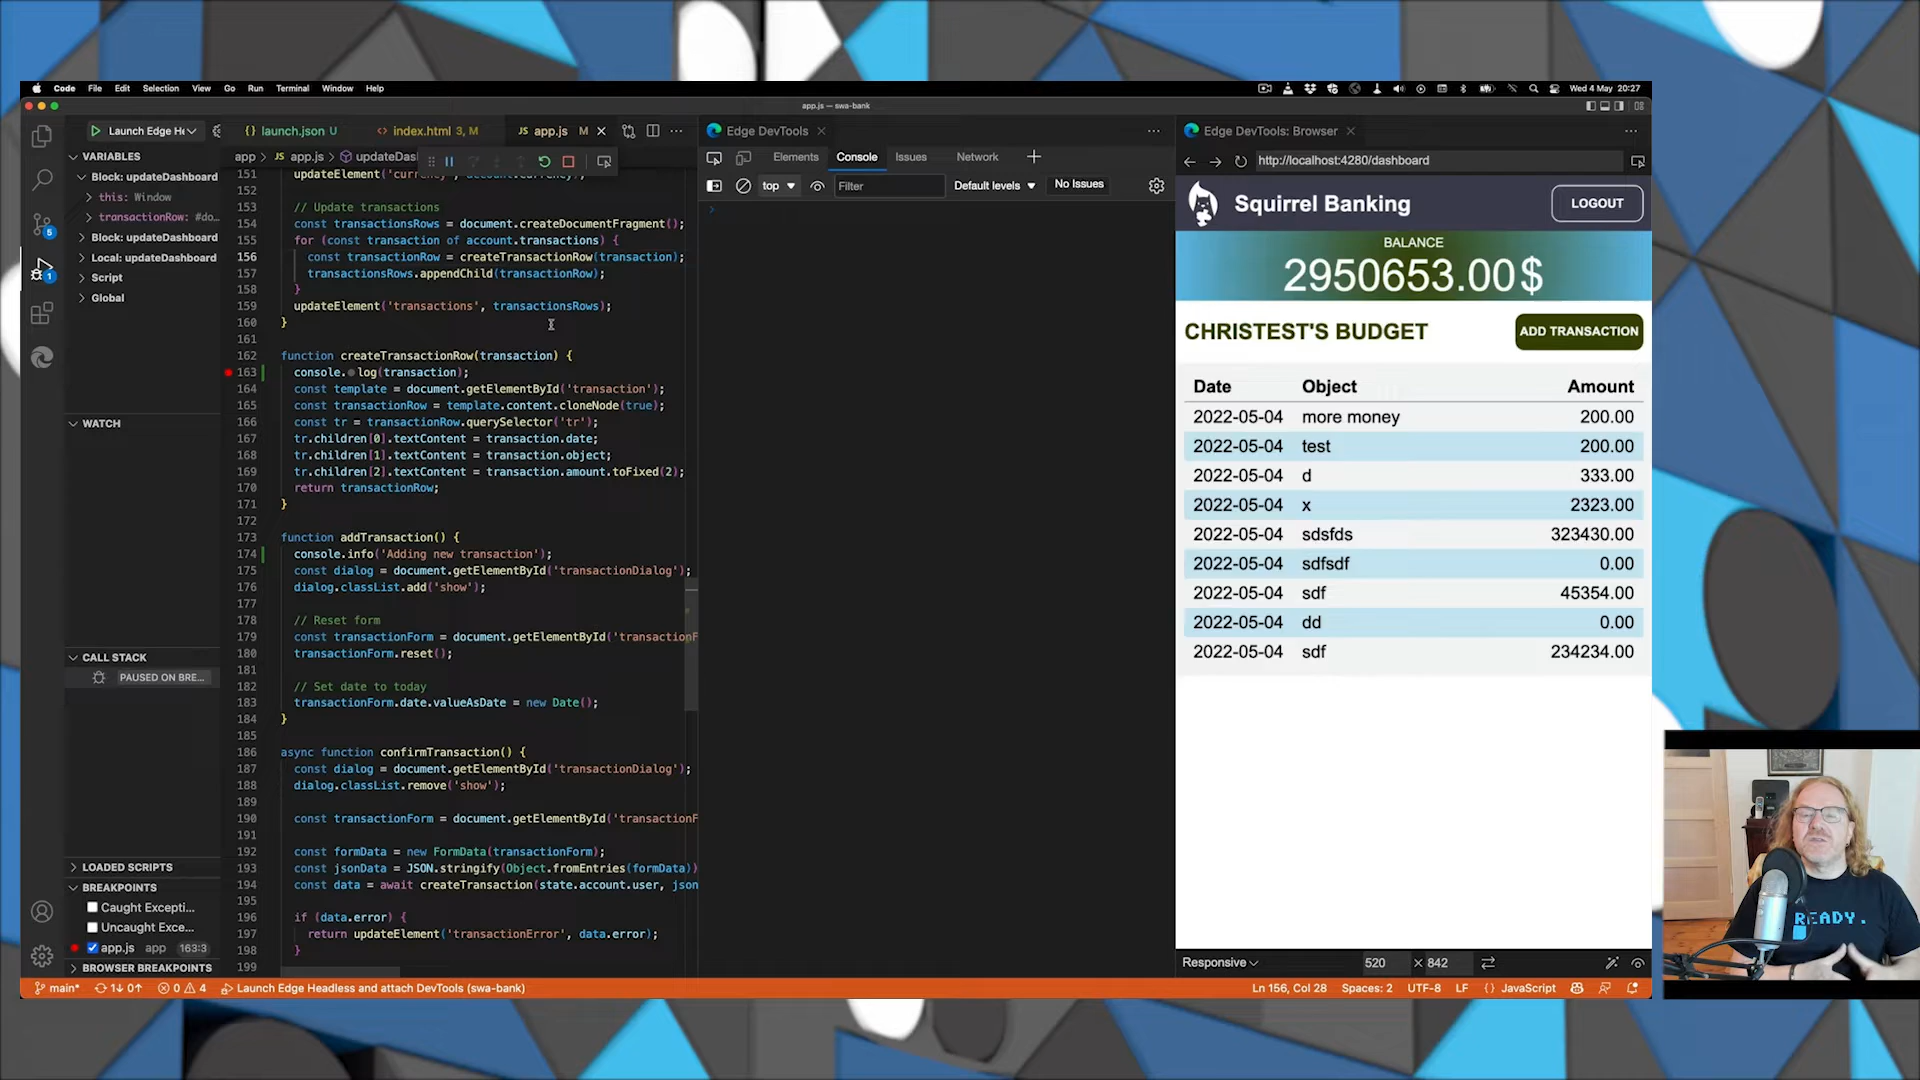 Code File Edit Selection View Go Run Terminal Window Help
Wed 4 May 20:27
app.js — swa-bank
Launch Edge He
launch.json U
index.html 3, M
app.js M
Edge DevTools
Edge DevTools: Browser
VARIABLES
Block: updateDashboard
this: Window
transactionRow: #do…
Block: updateDashboard
Local: updateDashboard
Script
Global
WATCH
CALL STACK
PAUSED ON BRE…
LOADED SCRIPTS
BREAKPOINTS
Caught Excepti…
Uncaught Exce…
app.js app 163:3
BROWSER BREAKPOINTS
5
1
app > JS app.js > updateDas
151 updateElement('currency', account.currency);
152
153 // Update transactions
154 const transactionsRows = document.createDocumentFragment();
155 for (const transaction of account.transactions) {
156 const transactionRow = createTransactionRow(transaction);
157 transactionsRows.appendChild(transactionRow);
158 }
159 updateElement('transactions', transactionsRows);
160 }
161
162 function createTransactionRow(transaction) {
163 console.log(transaction);
164 const template = document.getElementById('transaction');
165 const transactionRow = template.content.cloneNode(true);
166 const tr = transactionRow.querySelector('tr');
167 tr.children[0].textContent = transaction.date;
168 tr.children[1].textContent = transaction.object;
169 tr.children[2].textContent = transaction.amount.toFixed(2);
170 return transactionRow;
171 }
172
173 function addTransaction() {
174 console.info('Adding new transaction');
175 const dialog = document.getElementById('transactionDialog');
176 dialog.classList.add('show');
177
178 // Reset form
179 const transactionForm = document.getElementById('transactionF
180 transactionForm.reset();
181
182 // Set date to today
183 transactionForm.date.valueAsDate = new Date();
184 }
185
186 async function confirmTransaction() {
187 const dialog = document.getElementById('transactionDialog');
188 dialog.classList.remove('show');
189
190 const transactionForm = document.getElementById('transactionF
191
192 const formData = new FormData(transactionForm);
193 const jsonData = JSON.stringify(Object.fromEntries(formData))
194 const data = await createTransaction(state.account.user, json
195
196 if (data.error) {
197 return updateElement('transactionError', data.error);
198 }
199
Elements Console Issues Network
top Filter Default levels No Issues
http://localhost:4280/dashboard
Squirrel Banking LOGOUT
BALANCE
2950653.00$
CHRISTEST'S BUDGET ADD TRANSACTION
Date Object Amount
2022-05-04 more money 200.00
2022-05-04 test 200.00
2022-05-04 d 333.00
2022-05-04 x 2323.00
2022-05-04 sdsfds 323430.00
2022-05-04 sdfsdf 0.00
2022-05-04 sdf 45354.00
2022-05-04 dd 0.00
2022-05-04 sdf 234234.00
Responsive 520 × 842
READY.
main* 1↓ 0↑ 0 4 Launch Edge Headless and attach DevTools (swa-bank)
Ln 156, Col 28 Spaces: 2 UTF-8 LF {} JavaScript